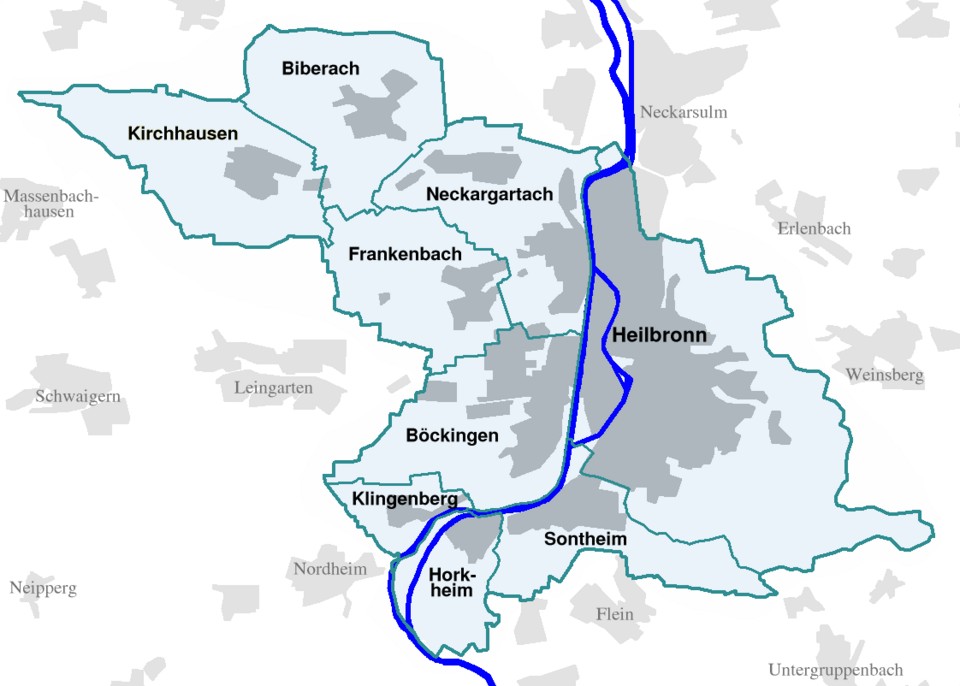 Biberach
Neckarsulm
Kirchhausen
Massenbach-
hausen
Neckargartach
Erlenbach
Frankenbach
Heilbronn
Weinsberg
Leingarten
Schwaigern
Böckingen
Klingenberg
Sontheim
Nordheim
Hork-
heim
Neipperg
Flein
Untergruppenbach